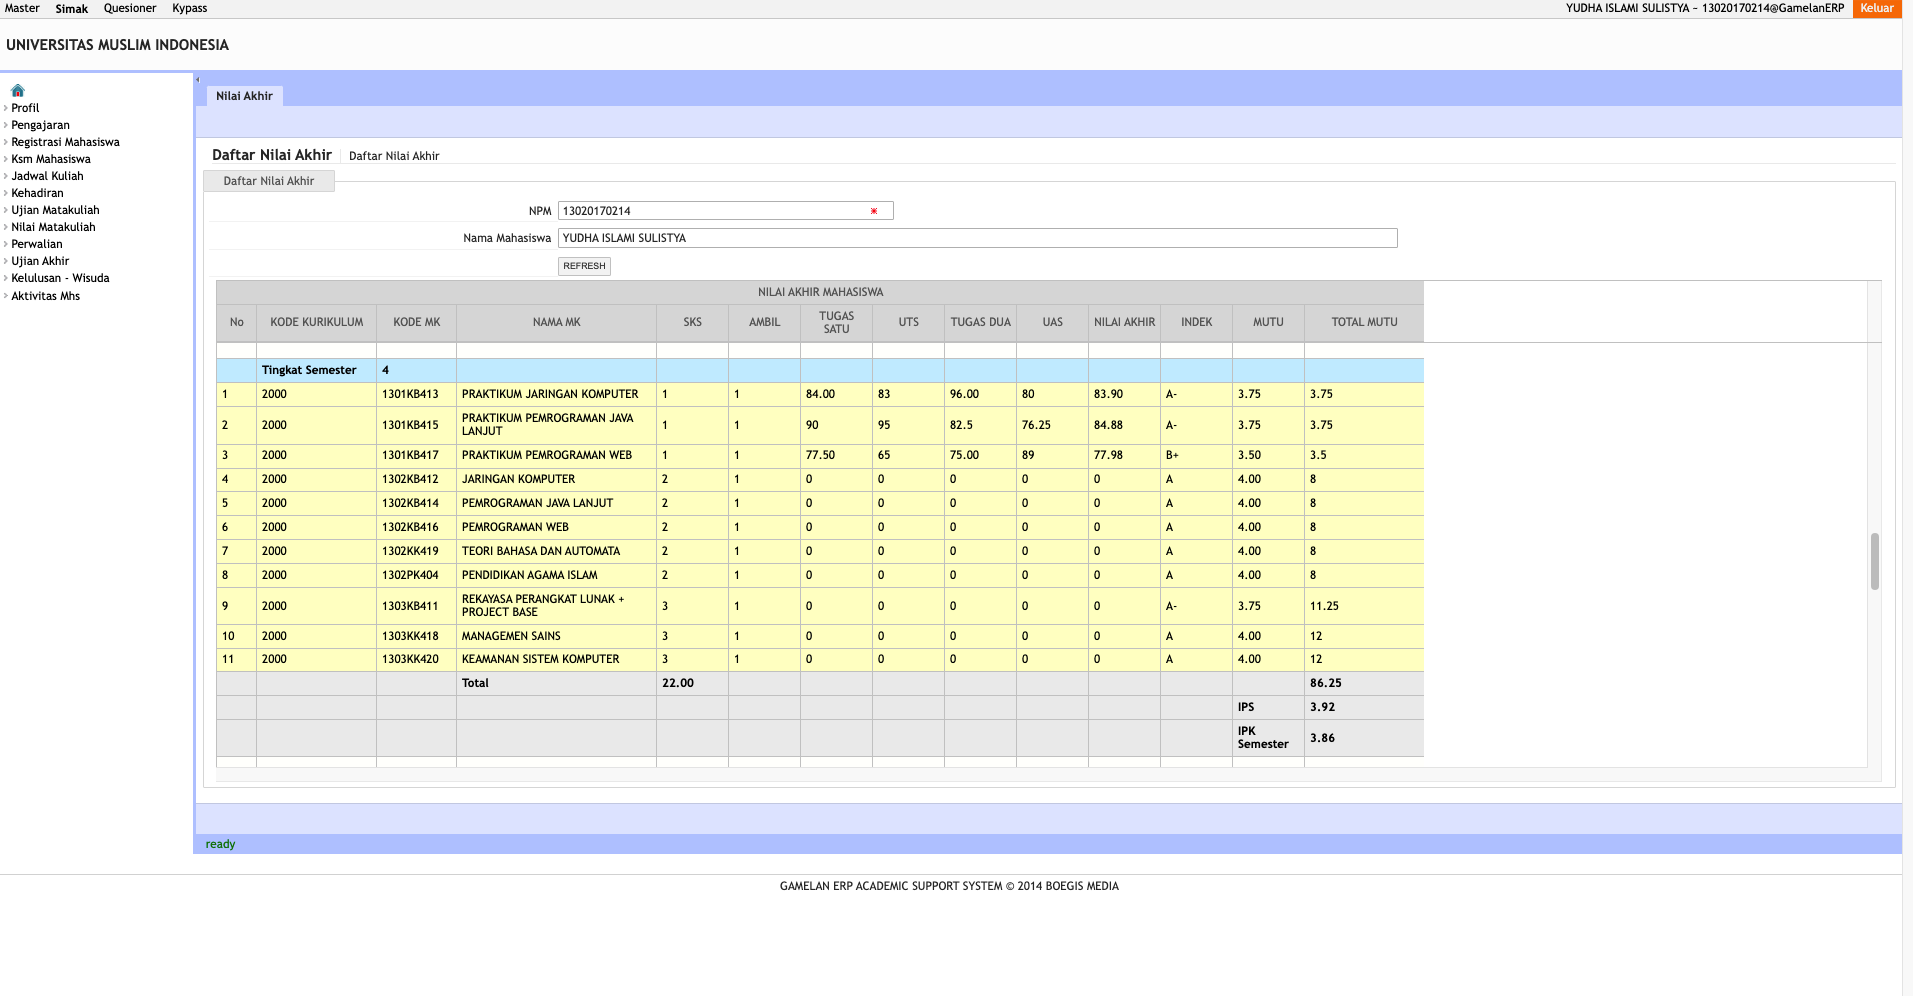 Master Simak Quesioner Kypass YUDHA ISLAMI SULISTYA - 13020170214@GamelanERP Keluar
UNIVERSITAS MUSLIM INDONESIA
Nilai Akhir
Profil
Pengajaran
Registrasi Mahasiswa
Ksm Mahasiswa
Jadwal Kuliah
Kehadiran
Ujian Matakuliah
Nilai Matakuliah
Perwalian
Ujian Akhir
Kelulusan - Wisuda
Aktivitas Mhs
Daftar Nilai Akhir Daftar Nilai Akhir
Daftar Nilai Akhir
NPM 13020170214
Nama Mahasiswa YUDHA ISLAMI SULISTYA
REFRESH
NILAI AKHIR MAHASISWA
No KODE KURIKULUM KODE MK NAMA MK SKS AMBIL TUGAS SATU UTS TUGAS DUA UAS NILAI AKHIR INDEK MUTU TOTAL MUTU
Tingkat Semester 4
1 2000 1301KB413 PRAKTIKUM JARINGAN KOMPUTER 1 1 84.00 83 96.00 80 83.90 A- 3.75 3.75
2 2000 1301KB415 PRAKTIKUM PEMROGRAMAN JAVA LANJUT 1 1 90 95 82.5 76.25 84.88 A- 3.75 3.75
3 2000 1301KB417 PRAKTIKUM PEMROGRAMAN WEB 1 1 77.50 65 75.00 89 77.98 B+ 3.50 3.5
4 2000 1302KB412 JARINGAN KOMPUTER 2 1 0 0 0 0 0 A 4.00 8
5 2000 1302KB414 PEMROGRAMAN JAVA LANJUT 2 1 0 0 0 0 0 A 4.00 8
6 2000 1302KB416 PEMROGRAMAN WEB 2 1 0 0 0 0 0 A 4.00 8
7 2000 1302KK419 TEORI BAHASA DAN AUTOMATA 2 1 0 0 0 0 0 A 4.00 8
8 2000 1302PK404 PENDIDIKAN AGAMA ISLAM 2 1 0 0 0 0 0 A 4.00 8
9 2000 1303KB411 REKAYASA PERANGKAT LUNAK + PROJECT BASE 3 1 0 0 0 0 0 A- 3.75 11.25
10 2000 1303KK418 MANAGEMEN SAINS 3 1 0 0 0 0 0 A 4.00 12
11 2000 1303KK420 KEAMANAN SISTEM KOMPUTER 3 1 0 0 0 0 0 A 4.00 12
Total 22.00 86.25
IPS 3.92
IPK Semester 3.86
ready
GAMELAN ERP ACADEMIC SUPPORT SYSTEM © 2014 BOEGIS MEDIA